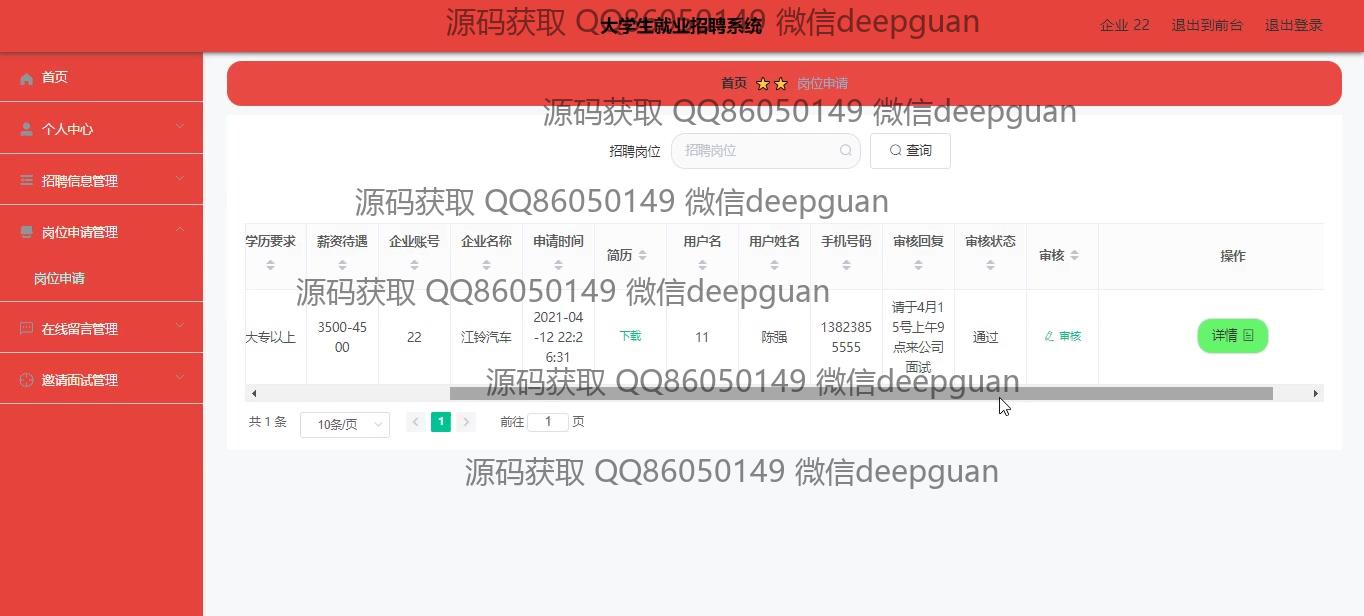 源码获取 QQ86050149 微信deepguan
大学生就业招聘系统
企业 22 退出到前台 退出登录
首页
个人中心
招聘信息管理
岗位申请管理
岗位申请
在线留言管理
邀请面试管理
首页 岗位申请
源码获取 QQ86050149 微信deepguan
招聘岗位 招聘岗位 查询
源码获取 QQ86050149 微信deepguan
学历要求 薪资待遇 企业账号 企业名称 申请时间 简历 用户名 用户姓名 手机号码 审核回复 审核状态 审核 操作
源码获取 QQ86050149 微信deepguan
大专以上 3500-45
00 22 江铃汽车 2021-04
-12 22:2
6:31 下载 11 陈强 1382385
5555 请于4月1
5号上午9
点来公司
面试 通过 审核 详情
源码获取 QQ86050149 微信deepguan
共 1 条 10条/页 1 前往 1 页
源码获取 QQ86050149 微信deepguan